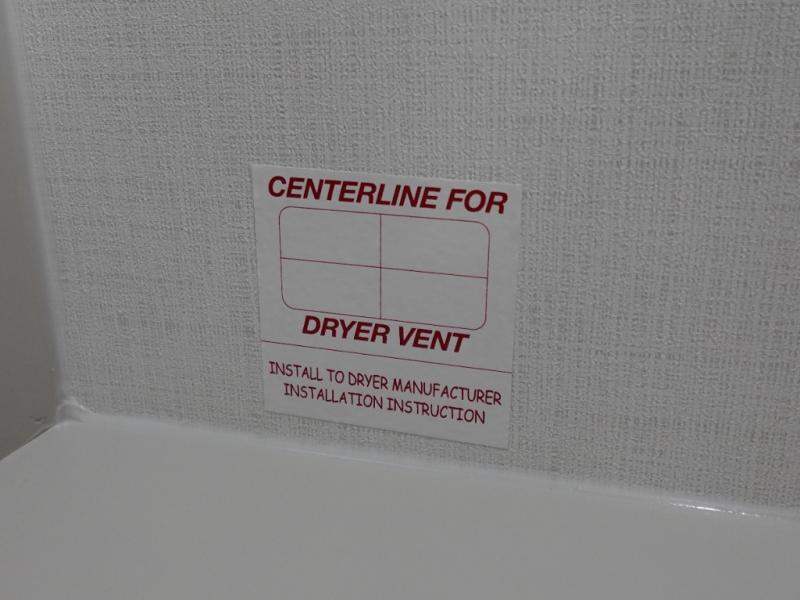 CENTERLINE FOR
DRYER VENT
INSTALL TO DRYER MANUFACTURER
INSTALLATION INSTRUCTION